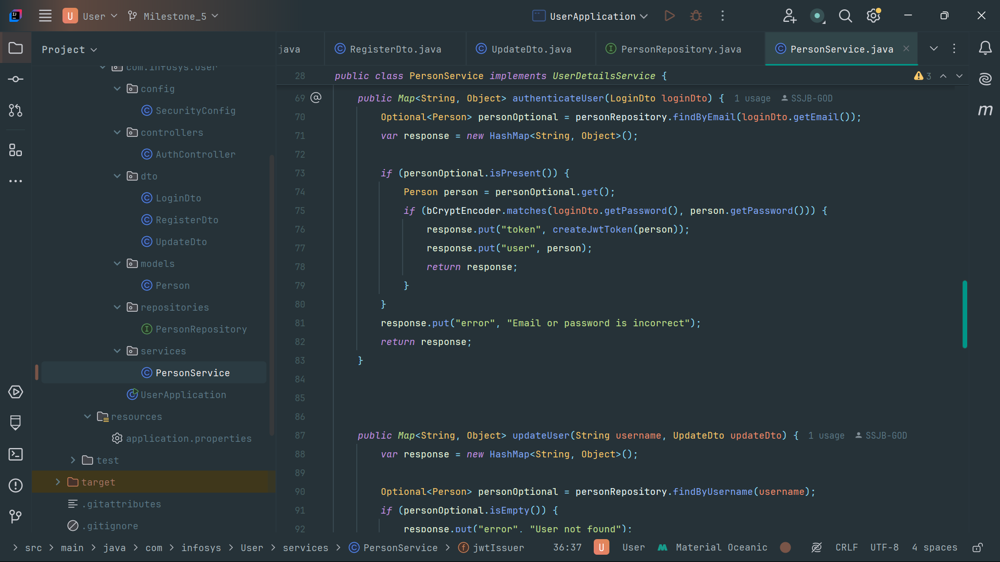 U User Milestone_5 UserApplication
Project
java RegisterDto.java UpdateDto.java PersonRepository.java PersonService.java
com.infosys.user
config
SecurityConfig
controllers
AuthController
dto
LoginDto
RegisterDto
UpdateDto
models
Person
repositories
PersonRepository
services
PersonService
UserApplication
resources
application.properties
test
target
.gitattributes
.gitignore
28 public class PersonService implements UserDetailsService { 3
69 public Map<String, Object> authenticateUser(LoginDto loginDto) { 1 usage SSJB-GOD
70 Optional<Person> personOptional = personRepository.findByEmail(loginDto.getEmail());
71 var response = new HashMap<String, Object>();
72
73 if (personOptional.isPresent()) {
74 Person person = personOptional.get();
75 if (bCryptEncoder.matches(loginDto.getPassword(), person.getPassword())) {
76 response.put("token", createJwtToken(person));
77 response.put("user", person);
78 return response;
79 }
80 }
81 response.put("error", "Email or password is incorrect");
82 return response;
83 }
84
85
86
87 public Map<String, Object> updateUser(String username, UpdateDto updateDto) { 1 usage SSJB-GOD
88 var response = new HashMap<String, Object>();
89
90 Optional<Person> personOptional = personRepository.findByUsername(username);
91 if (personOptional.isEmpty()) {
92 response.put("error", "User not found");
src > main > java > com > infosys > User > services > PersonService > jwtIssuer 36:37 U User Material Oceanic CRLF UTF-8 4 spaces